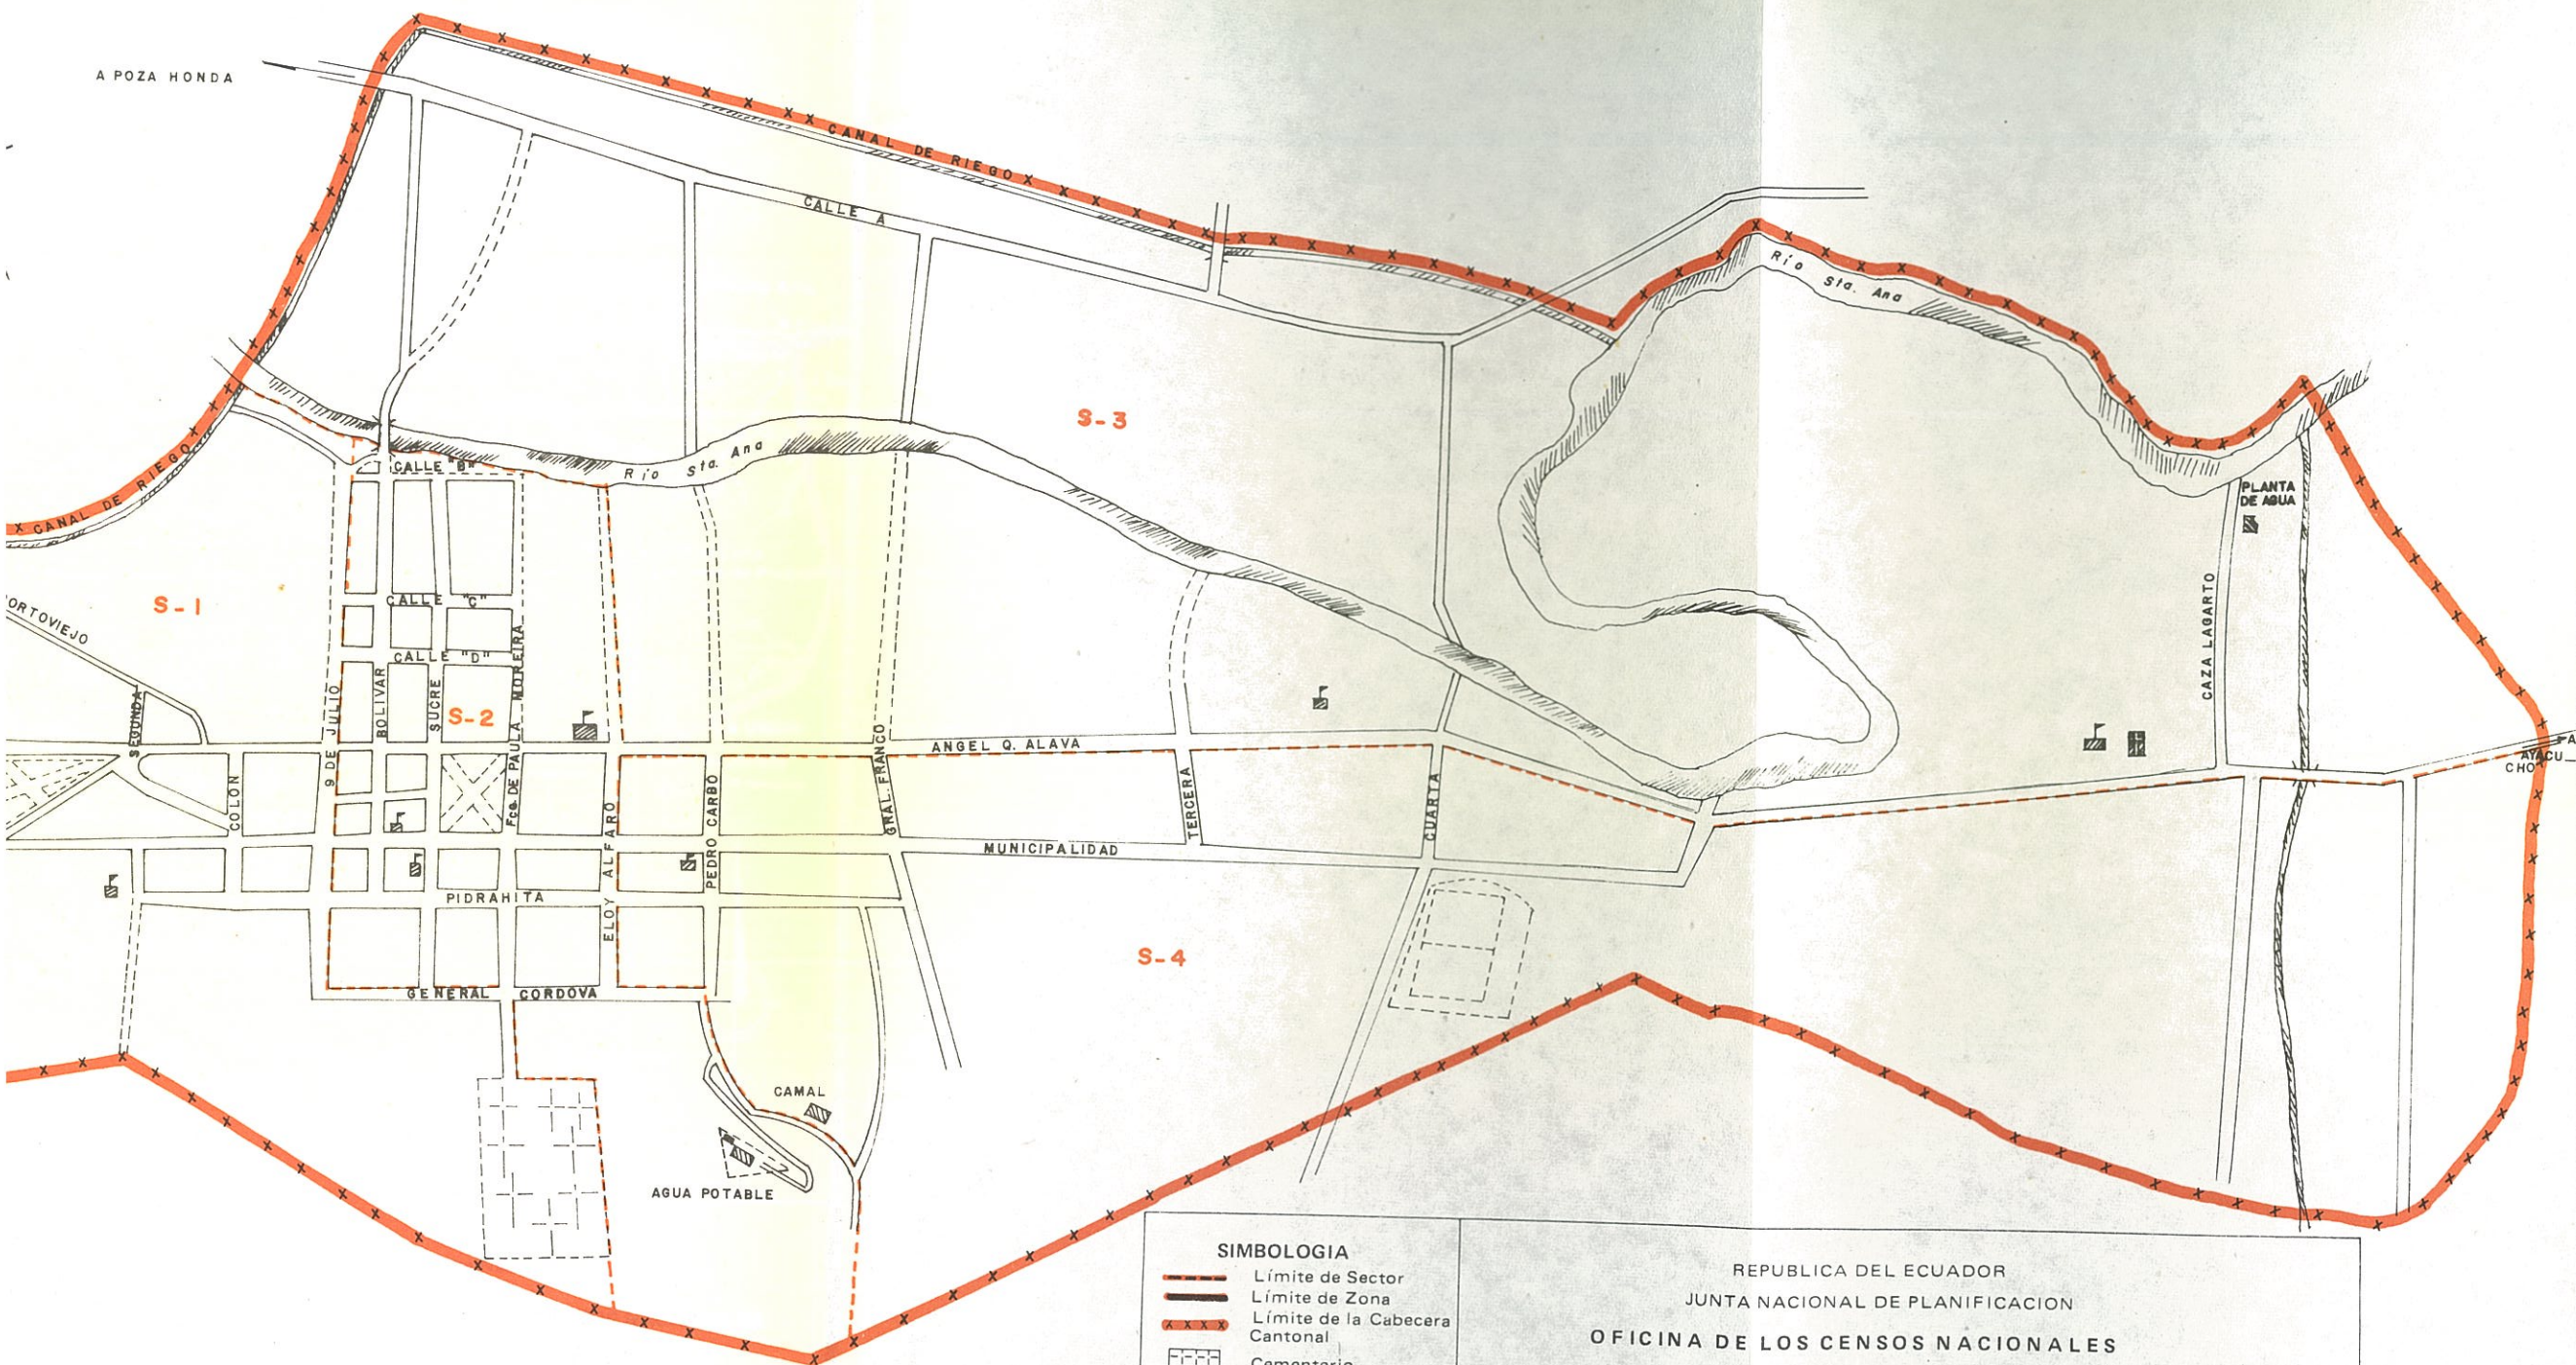 A POZA HONDA
CANAL DE RIEGO
CALLE A
Río Sta. Ana
S-3
CANAL DE RIEGO
CALLE "B"
Río Sta. Ana
PLANTA
DE AGUA
S-1
ORTOVIEJO
CALLE "C"
CALLE "D"
SEGUNDA
COLON
9 DE JULIO
BOLIVAR
SUCRE
S-2
Fco. DE PAULA MOREIRA
ELOY ALFARO
PEDRO CARBO
GRAL. FRANCO
ANGEL Q. ALAVA
TERCERA
CUARTA
CAZA LAGARTO
A
AYACU_
CHO
MUNICIPALIDAD
PIDRAHITA
S-4
GENERAL CORDOVA
CAMAL
AGUA POTABLE
SIMBOLOGIA
Límite de Sector
Límite de Zona
Límite de la Cabecera
Cantonal
Cementerio
REPUBLICA DEL ECUADOR
JUNTA NACIONAL DE PLANIFICACION
OFICINA DE LOS CENSOS NACIONALES